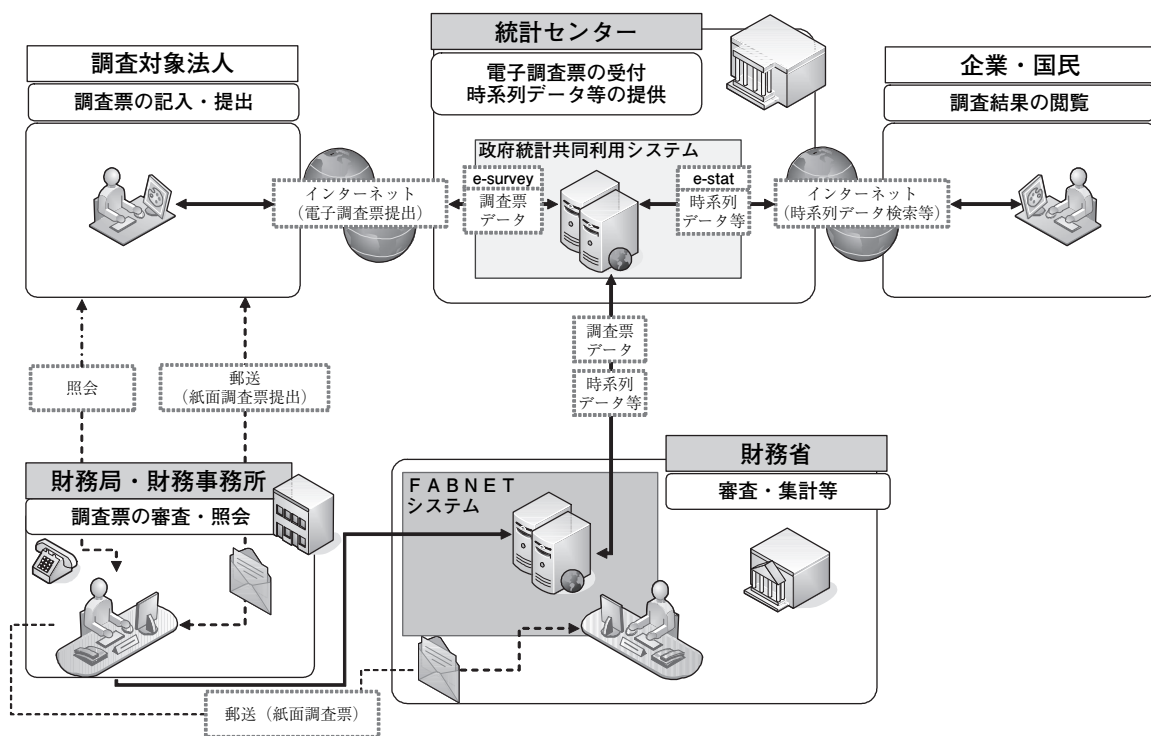 調査対象法人
調査票の記入・提出
統計センター
電子調査票の受付
時系列データ等の提供
企業・国民
調査結果の閲覧
政府統計共同利用システム
e-survey
調査票
データ
e-stat
時系列
データ等
インターネット
（電子調査票提出）
インターネット
（時系列データ検索等）
調査票
データ
時系列
データ等
照会
郵送
（紙面調査票提出）
財務局・財務事務所
調査票の審査・照会
ＦＡＢＮＥＴ
システム
財務省
審査・集計等
郵送（紙面調査票）